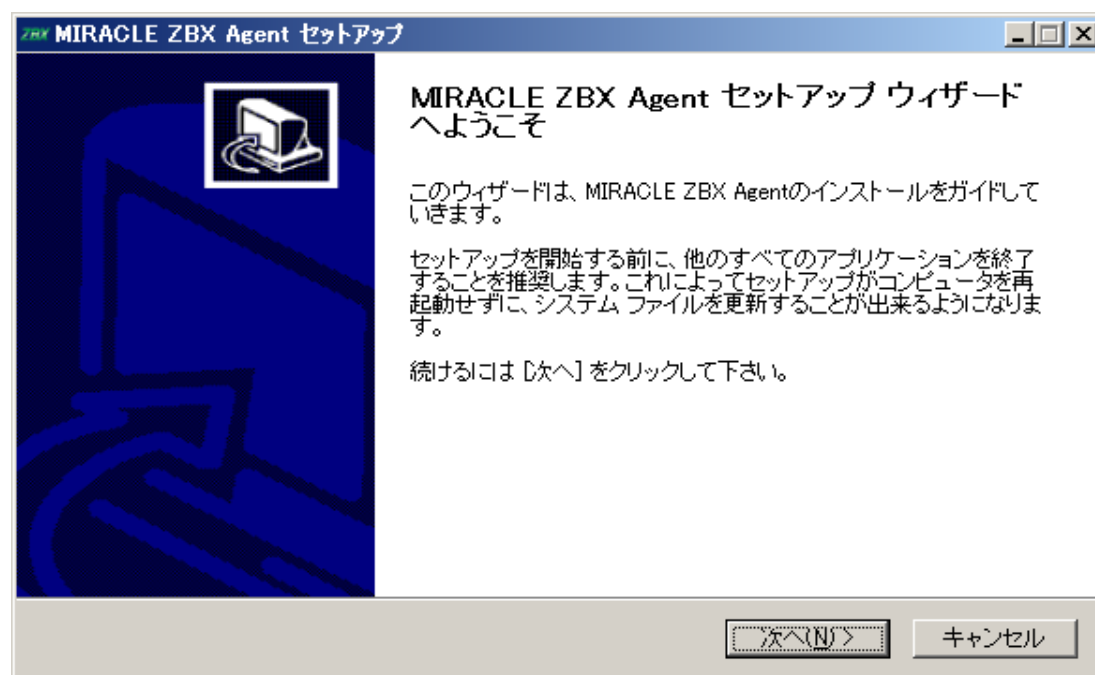 ZBX MIRACLE ZBX Agent セットアップ
MIRACLE ZBX Agent セットアップ ウィザード
へようこそ
このウィザードは、MIRACLE ZBX Agentのインストールをガイドして
いきます。
セットアップを開始する前に、他のすべてのアプリケーションを終了
することを推奨します。これによってセットアップがコンピュータを再
起動せずに、システム ファイルを更新することが出来るようになりま
す。
続けるには [次へ] をクリックして下さい。
次へ(N) >
キャンセル